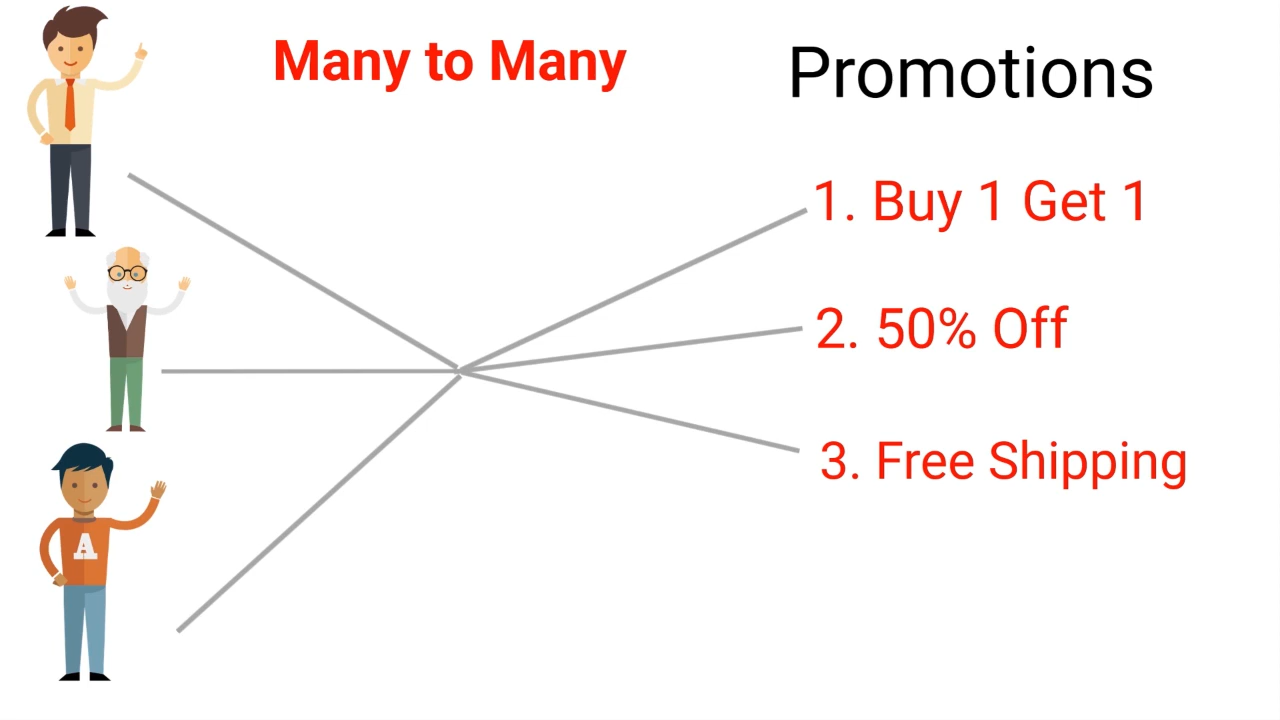 Many to Many
Promotions
1. Buy 1 Get 1
2. 50% Off
3. Free Shipping
A